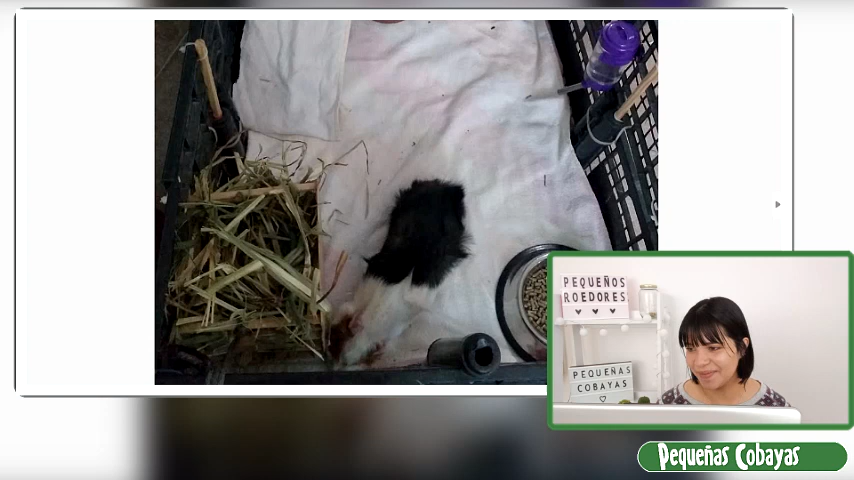 PEQUEÑOS
ROEDORES
PEQUEÑAS
COBAYAS
Pequeñas Cobayas